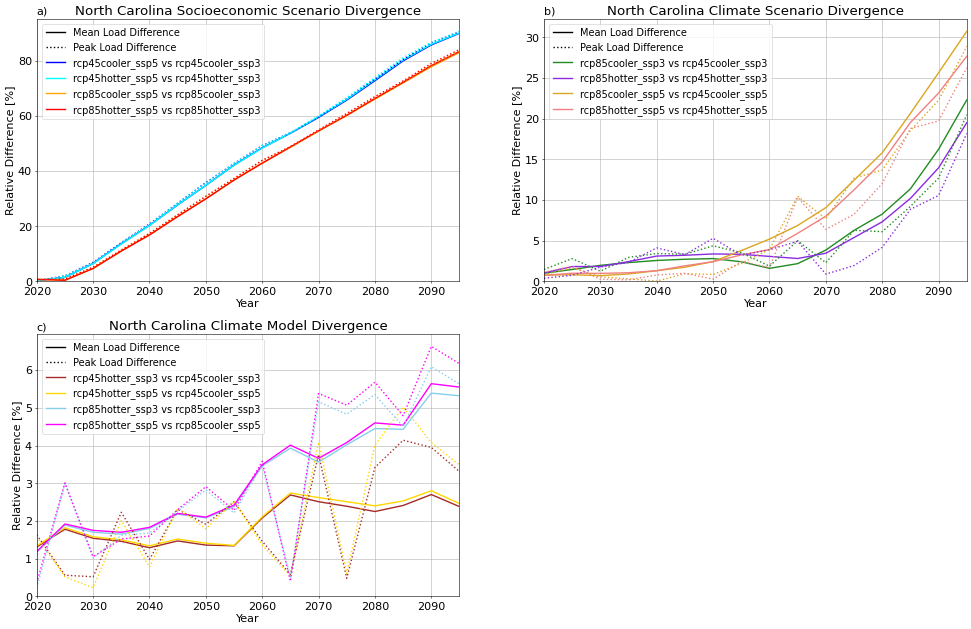 a)
North Carolina Socioeconomic Scenario Divergence
Relative Difference [%]
80
60
40
20
0
Mean Load Difference
Peak Load Difference
rcp45cooler_ssp5 vs rcp45cooler_ssp3
rcp45hotter_ssp5 vs rcp45hotter_ssp3
rcp85cooler_ssp5 vs rcp85cooler_ssp3
rcp85hotter_ssp5 vs rcp85hotter_ssp3
2020 2030 2040 2050 2060 2070 2080 2090
Year
b)
North Carolina Climate Scenario Divergence
Relative Difference [%]
30
25
20
15
10
5
0
Mean Load Difference
Peak Load Difference
rcp85cooler_ssp3 vs rcp45cooler_ssp3
rcp85hotter_ssp3 vs rcp45hotter_ssp3
rcp85cooler_ssp5 vs rcp45cooler_ssp5
rcp85hotter_ssp5 vs rcp45hotter_ssp5
2020 2030 2040 2050 2060 2070 2080 2090
Year
c)
North Carolina Climate Model Divergence
Relative Difference [%]
6
5
4
3
2
1
0
Mean Load Difference
Peak Load Difference
rcp45hotter_ssp3 vs rcp45cooler_ssp3
rcp45hotter_ssp5 vs rcp45cooler_ssp5
rcp85hotter_ssp3 vs rcp85cooler_ssp3
rcp85hotter_ssp5 vs rcp85cooler_ssp5
2020 2030 2040 2050 2060 2070 2080 2090
Year